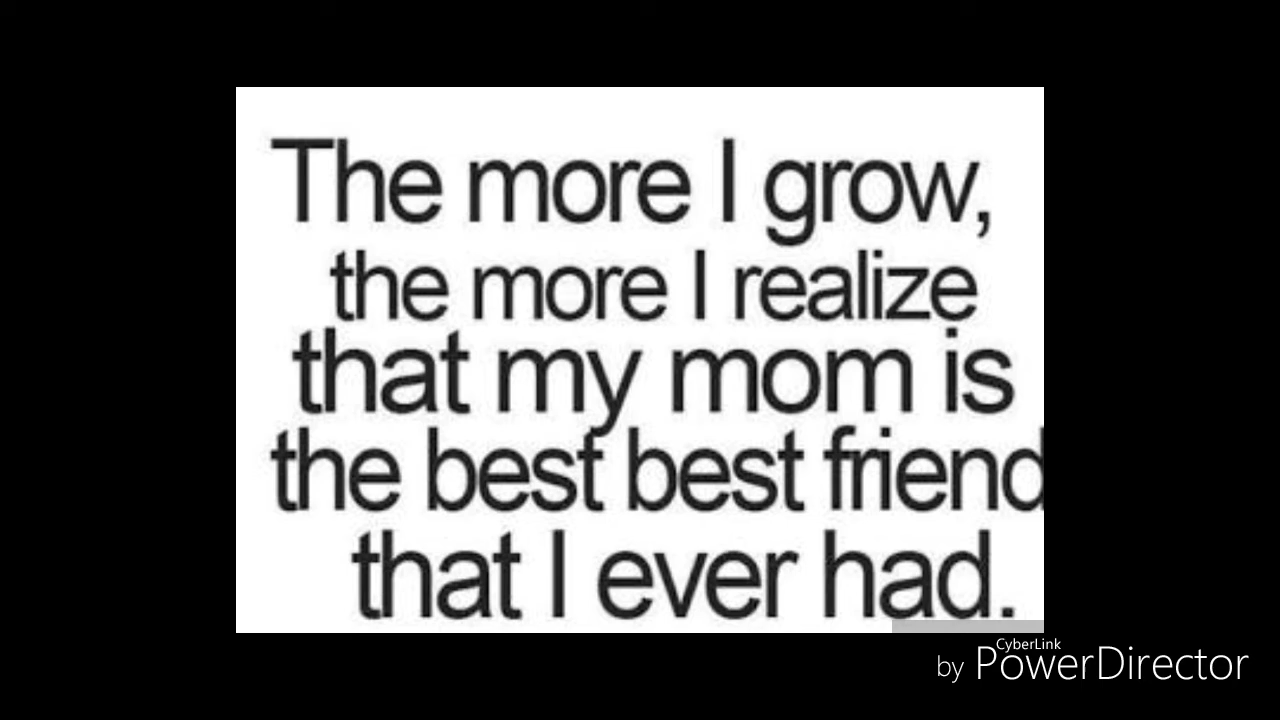 The more I grow,
the more I realize
that my mom is
the best best friend
that I ever had.
CyberLink
by PowerDirector